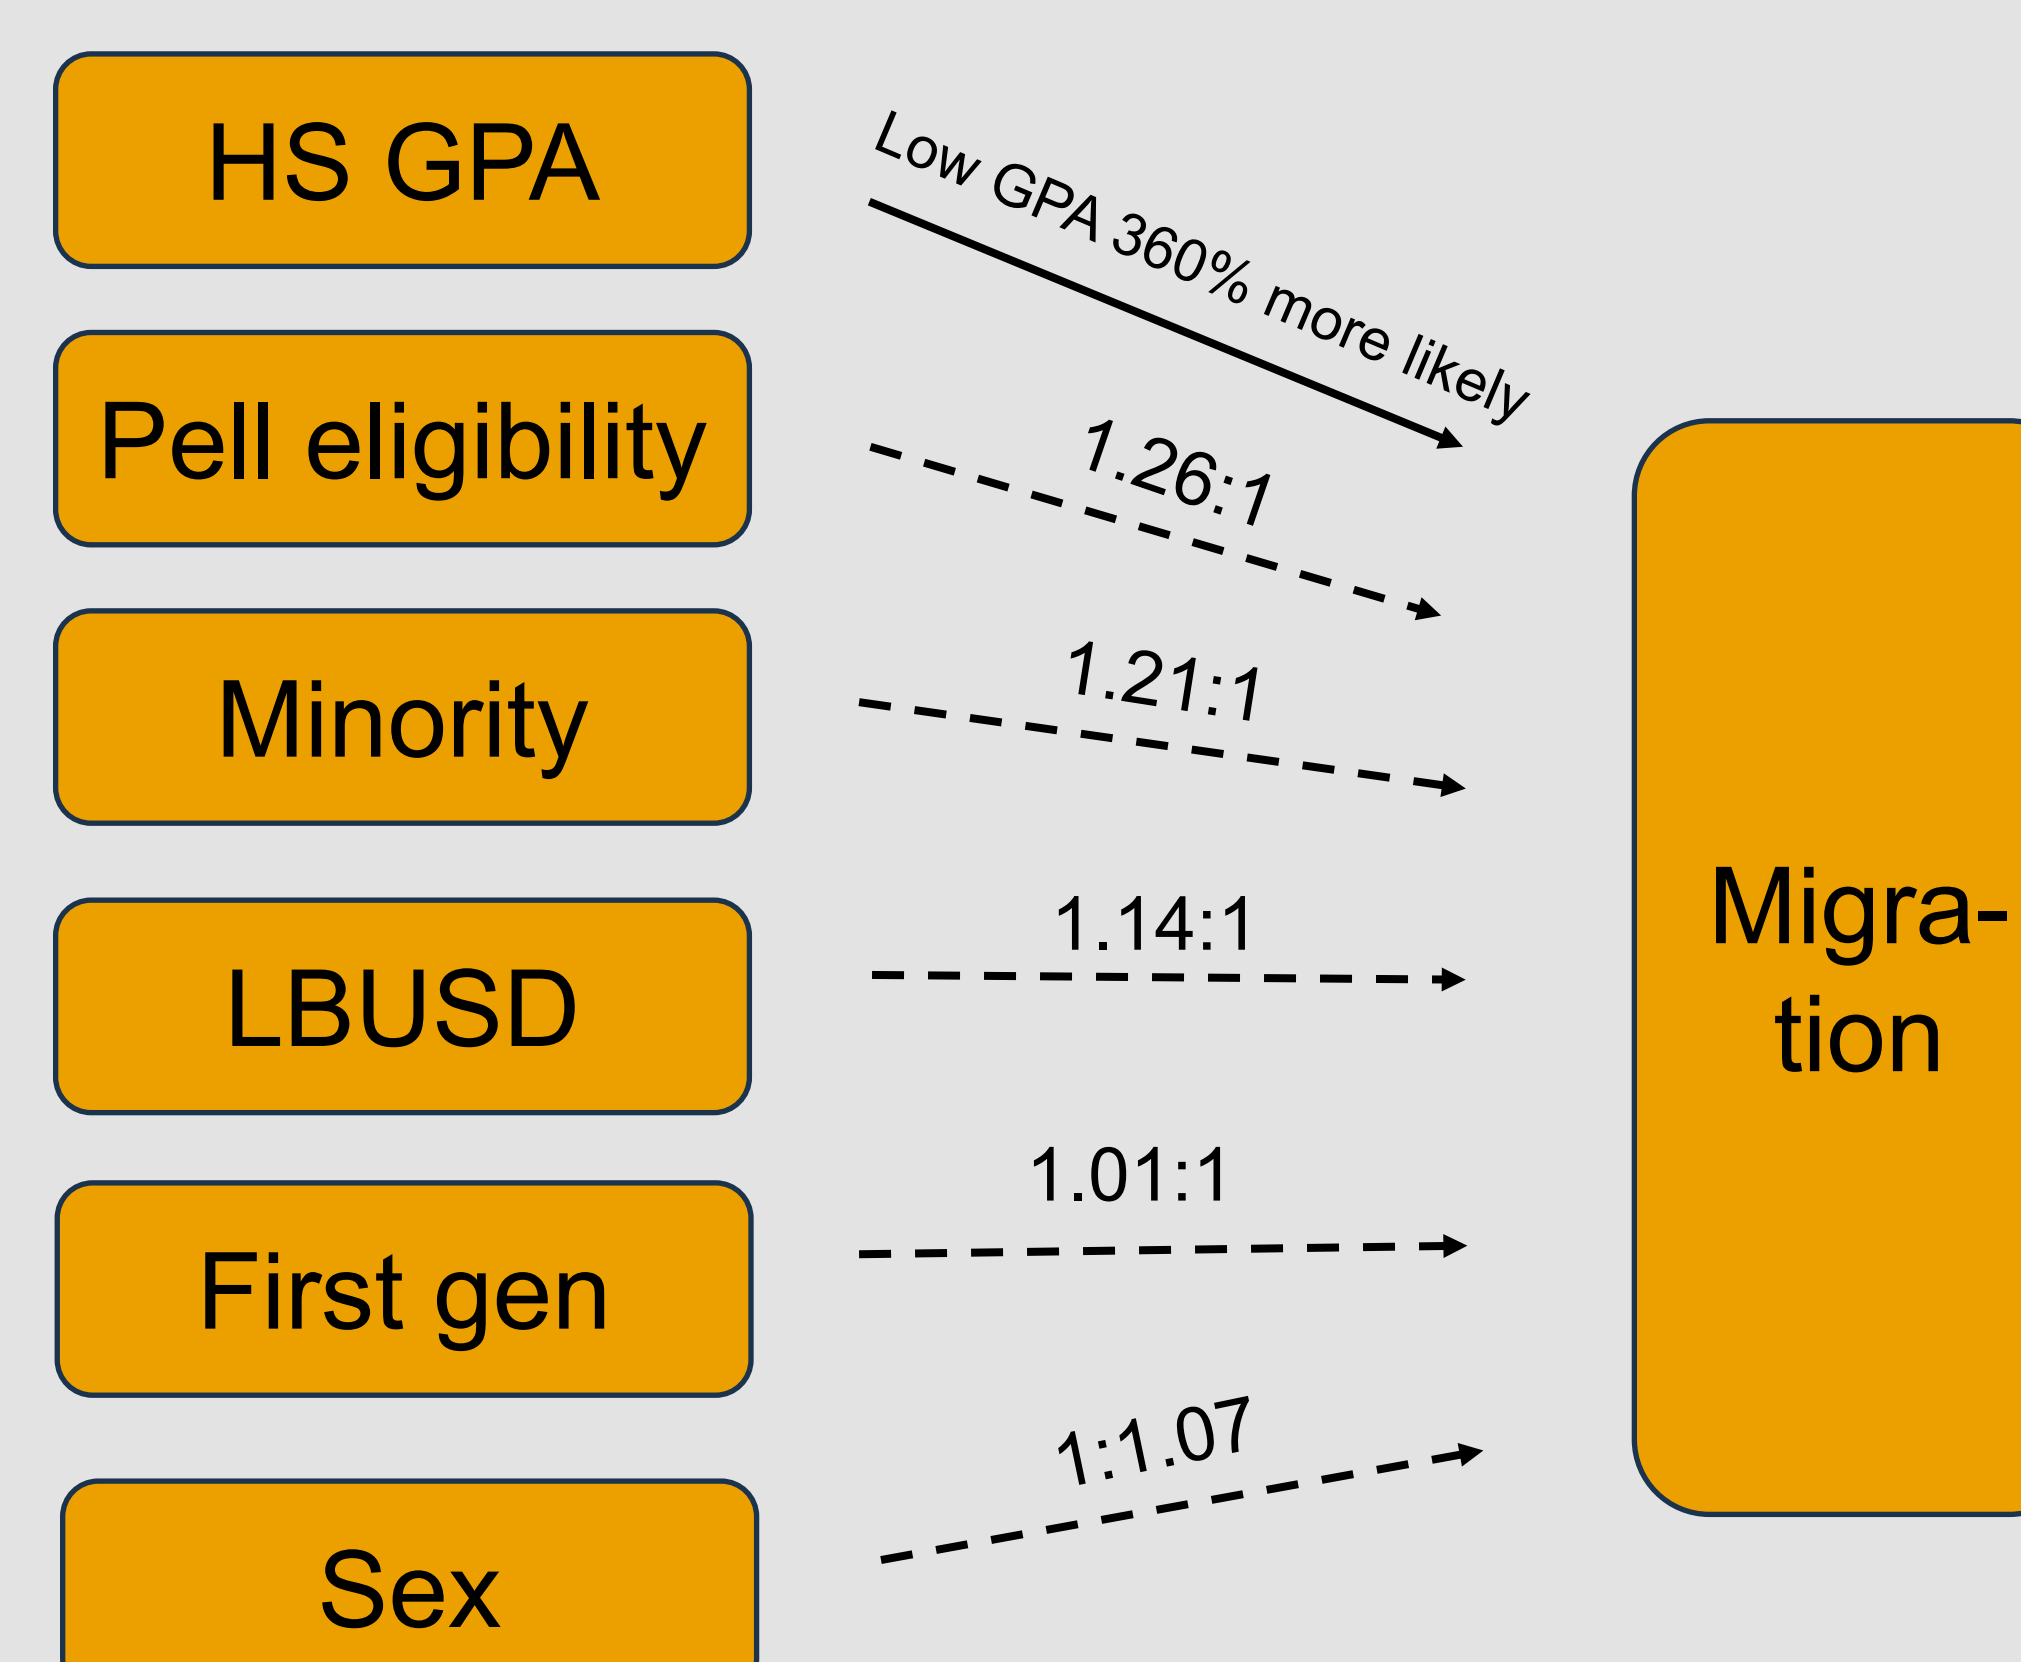 HS GPA
Low GPA 360% more likely
Pell eligibility
1.26:1
Minority
1.21:1
LBUSD
1.14:1
First gen
1.01:1
Sex
1:1.07
Migra-
tion